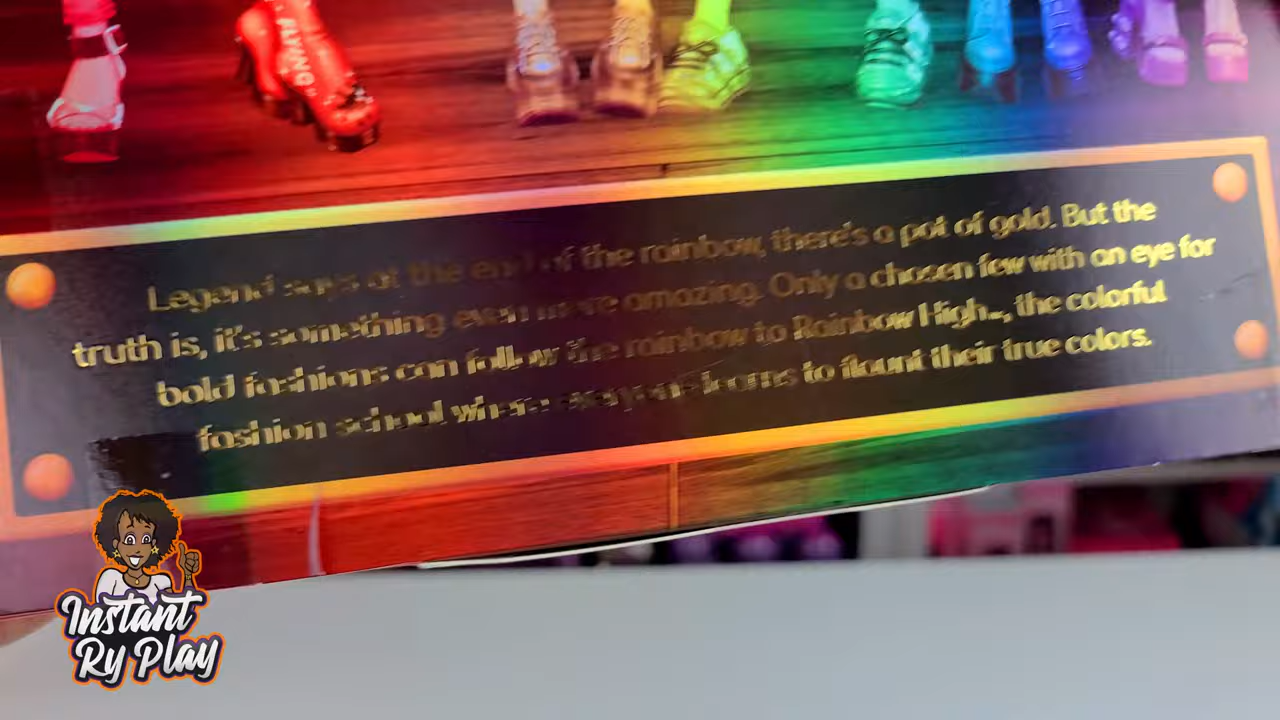 FLYING
Legend says at the end of the rainbow, there's a pot of gold. But the
truth is, it's something even more amazing. Only a chosen few with an eye for
bold fashions can follow the rainbow to Rainbow High™, the colorful
fashion school where everyone learns to flaunt their true colors.
Instant
Ry Play